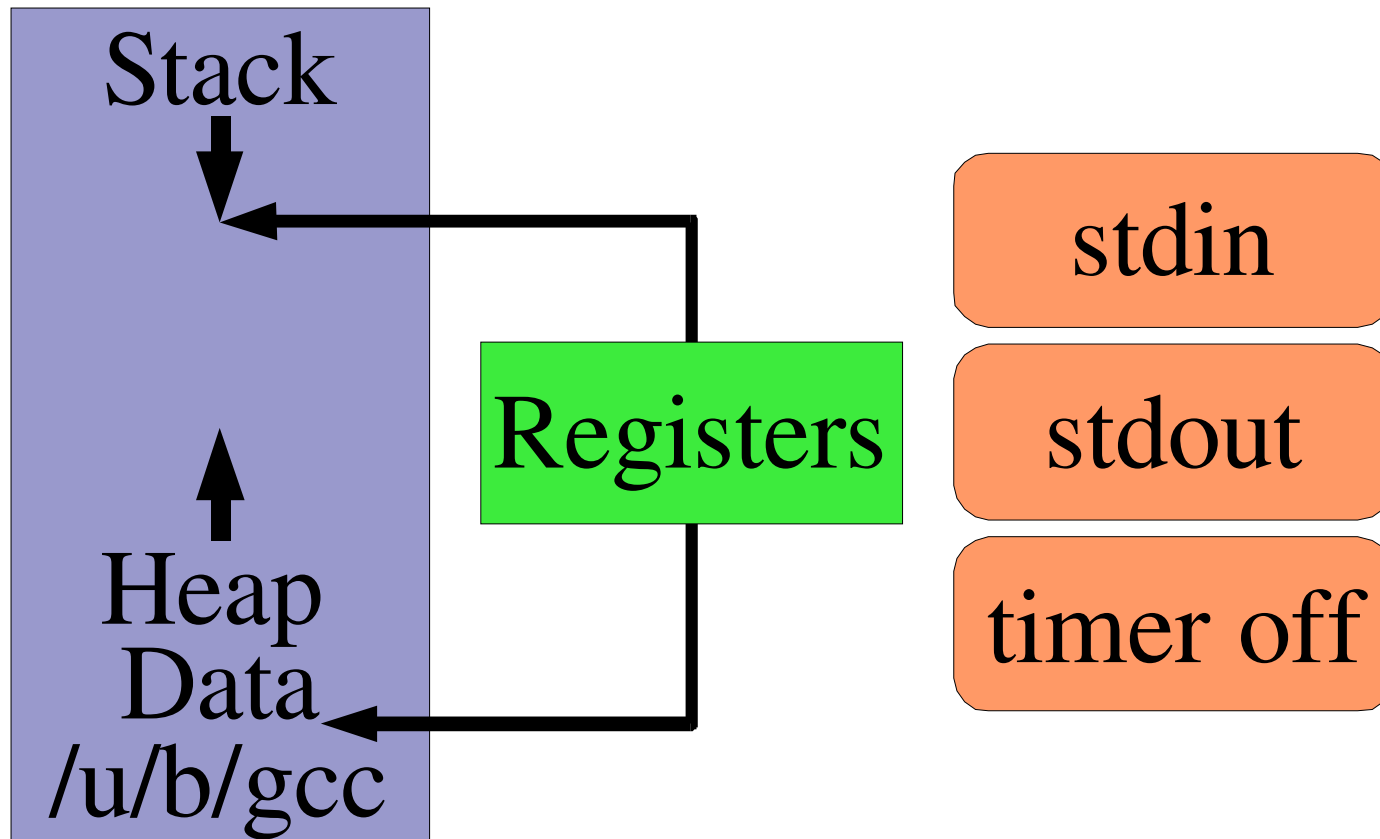 Stack
Heap
Data
/u/b/gcc
Registers
stdin
stdout
timer off